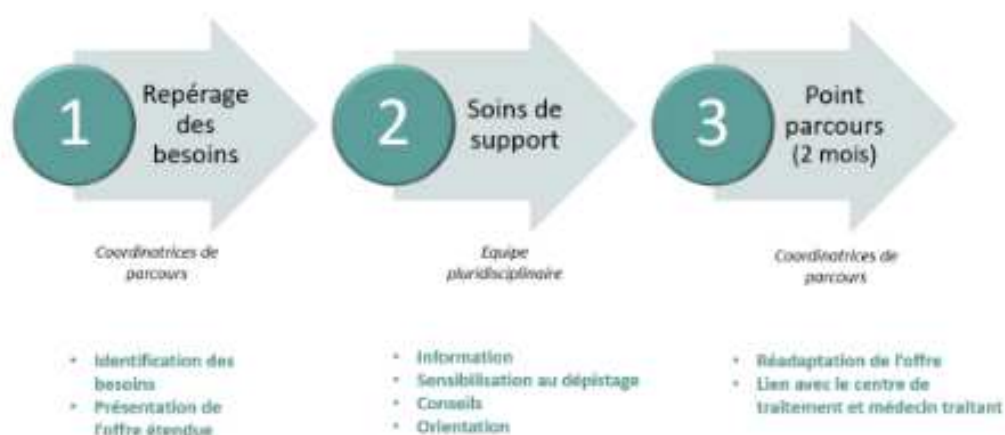 1
Repérage
des
besoins
Coordinatrices de
parcours
• Identification des
besoins
• Présentation de
l'offre étendue
2
Soins de
support
Equipe
pluridisciplinaire
• Information
• Sensibilisation au dépistage
• Conseils
• Orientation
3
Point
parcours
(2 mois)
Coordinatrices de
parcours
• Réadaptation de l'offre
• Lien avec le centre de
traitement et médecin traitant